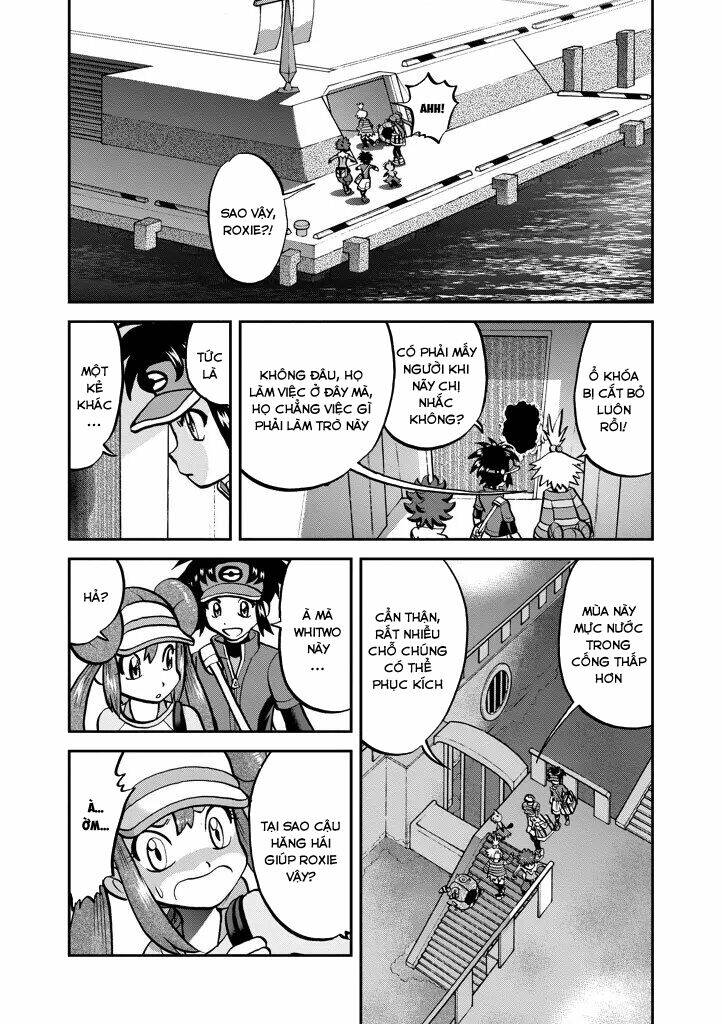 AHH!
SAO VẬY,
ROXIE?!
Ổ KHÓA
BỊ CẮT BỎ
LUÔN
RỒI!
CÓ PHẢI MẤY
NGƯỜI KHI
NÃY CHỊ
NHẮC
KHÔNG?
KHÔNG ĐÂU, HỌ
LÀM VIỆC Ở ĐÂY MÀ,
HỌ CHẲNG VIỆC GÌ
PHẢI LÀM TRÒ NÀY
TỨC
LÀ
MỘT
KẺ
KHÁC
...
MÙA NÀY
MỰC NƯỚC
TRONG
CỐNG THẤP
HƠN
CẨN THẬN,
RẤT NHIỀU
CHỖ CHÚNG
CÓ THỂ
PHỤC KÍCH
À MÀ
WHITWO
NÀY ...
HẢ?
TẠI SAO CẬU
HĂNG HÁI
GIÚP ROXIE
VẬY?
À...
ỜM...